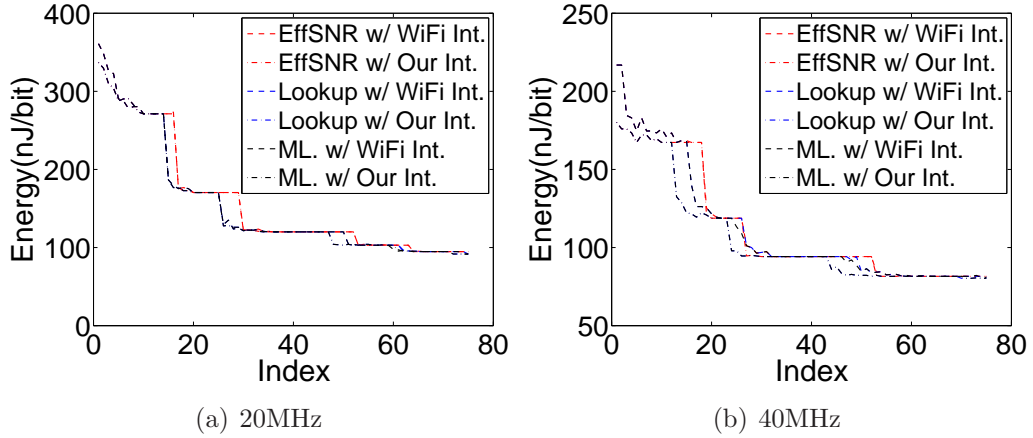 400
300
200
100
0
Energy(nJ/bit)
EffSNR w/ WiFi Int.
EffSNR w/ Our Int.
Lookup w/ WiFi Int.
Lookup w/ Our Int.
ML. w/ WiFi Int.
ML. w/ Our Int.
0 20 40 60 80
Index
(a) 20MHz
250
200
150
100
50
Energy(nJ/bit)
EffSNR w/ WiFi Int.
EffSNR w/ Our Int.
Lookup w/ WiFi Int.
Lookup w/ Our Int.
ML. w/ WiFi Int.
ML. w/ Our Int.
0 20 40 60 80
Index
(b) 40MHz